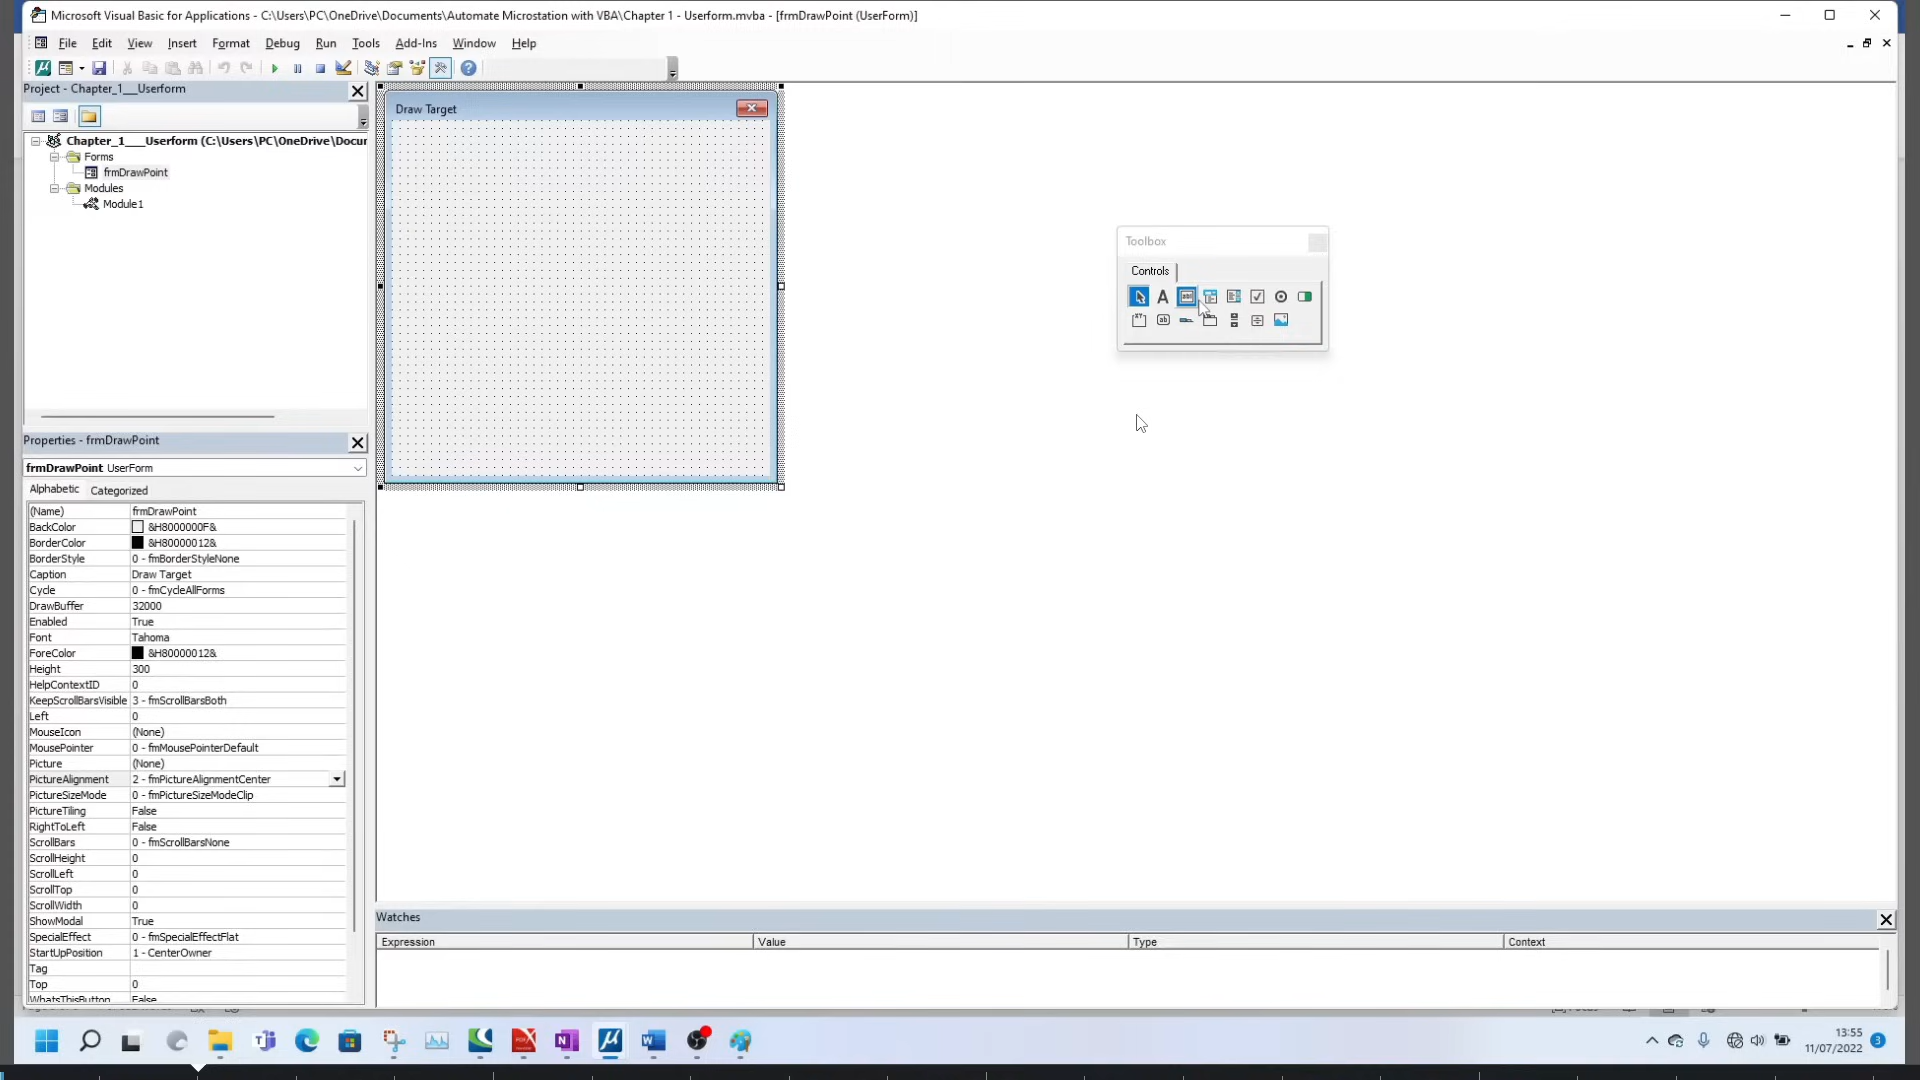 Microsoft Visual Basic for Applications - C:\Users\PC\OneDrive\Documents\Automate Microstation with VBA\Chapter 1 - Userform.mvba - [frmDrawPoint (UserForm)]
File Edit View Insert Format Debug Run Tools Add-Ins Window Help
Project - Chapter_1___Userform
Chapter_1___Userform (C:\Users\PC\OneDrive\Docur
Forms
frmDrawPoint
Modules
Module1
Draw Target
Toolbox
Controls
Properties - frmDrawPoint
frmDrawPoint UserForm
Alphabetic Categorized
(Name) frmDrawPoint
BackColor &H8000000F&
BorderColor &H80000012&
BorderStyle 0 - fmBorderStyleNone
Caption Draw Target
Cycle 0 - fmCycleAllForms
DrawBuffer 32000
Enabled True
Font Tahoma
ForeColor &H80000012&
Height 300
HelpContextID 0
KeepScrollBarsVisible 3 - fmScrollBarsBoth
Left 0
MouseIcon (None)
MousePointer 0 - fmMousePointerDefault
Picture (None)
PictureAlignment 2 - fmPictureAlignmentCenter
PictureSizeMode 0 - fmPictureSizeModeClip
PictureTiling False
RightToLeft False
ScrollBars 0 - fmScrollBarsNone
ScrollHeight 0
ScrollLeft 0
ScrollTop 0
ScrollWidth 0
ShowModal True
SpecialEffect 0 - fmSpecialEffectFlat
StartUpPosition 1 - CenterOwner
Tag
Top 0
WhatsThisButton False
Watches
Expression Value Type Context
13:55
11/07/2022 3